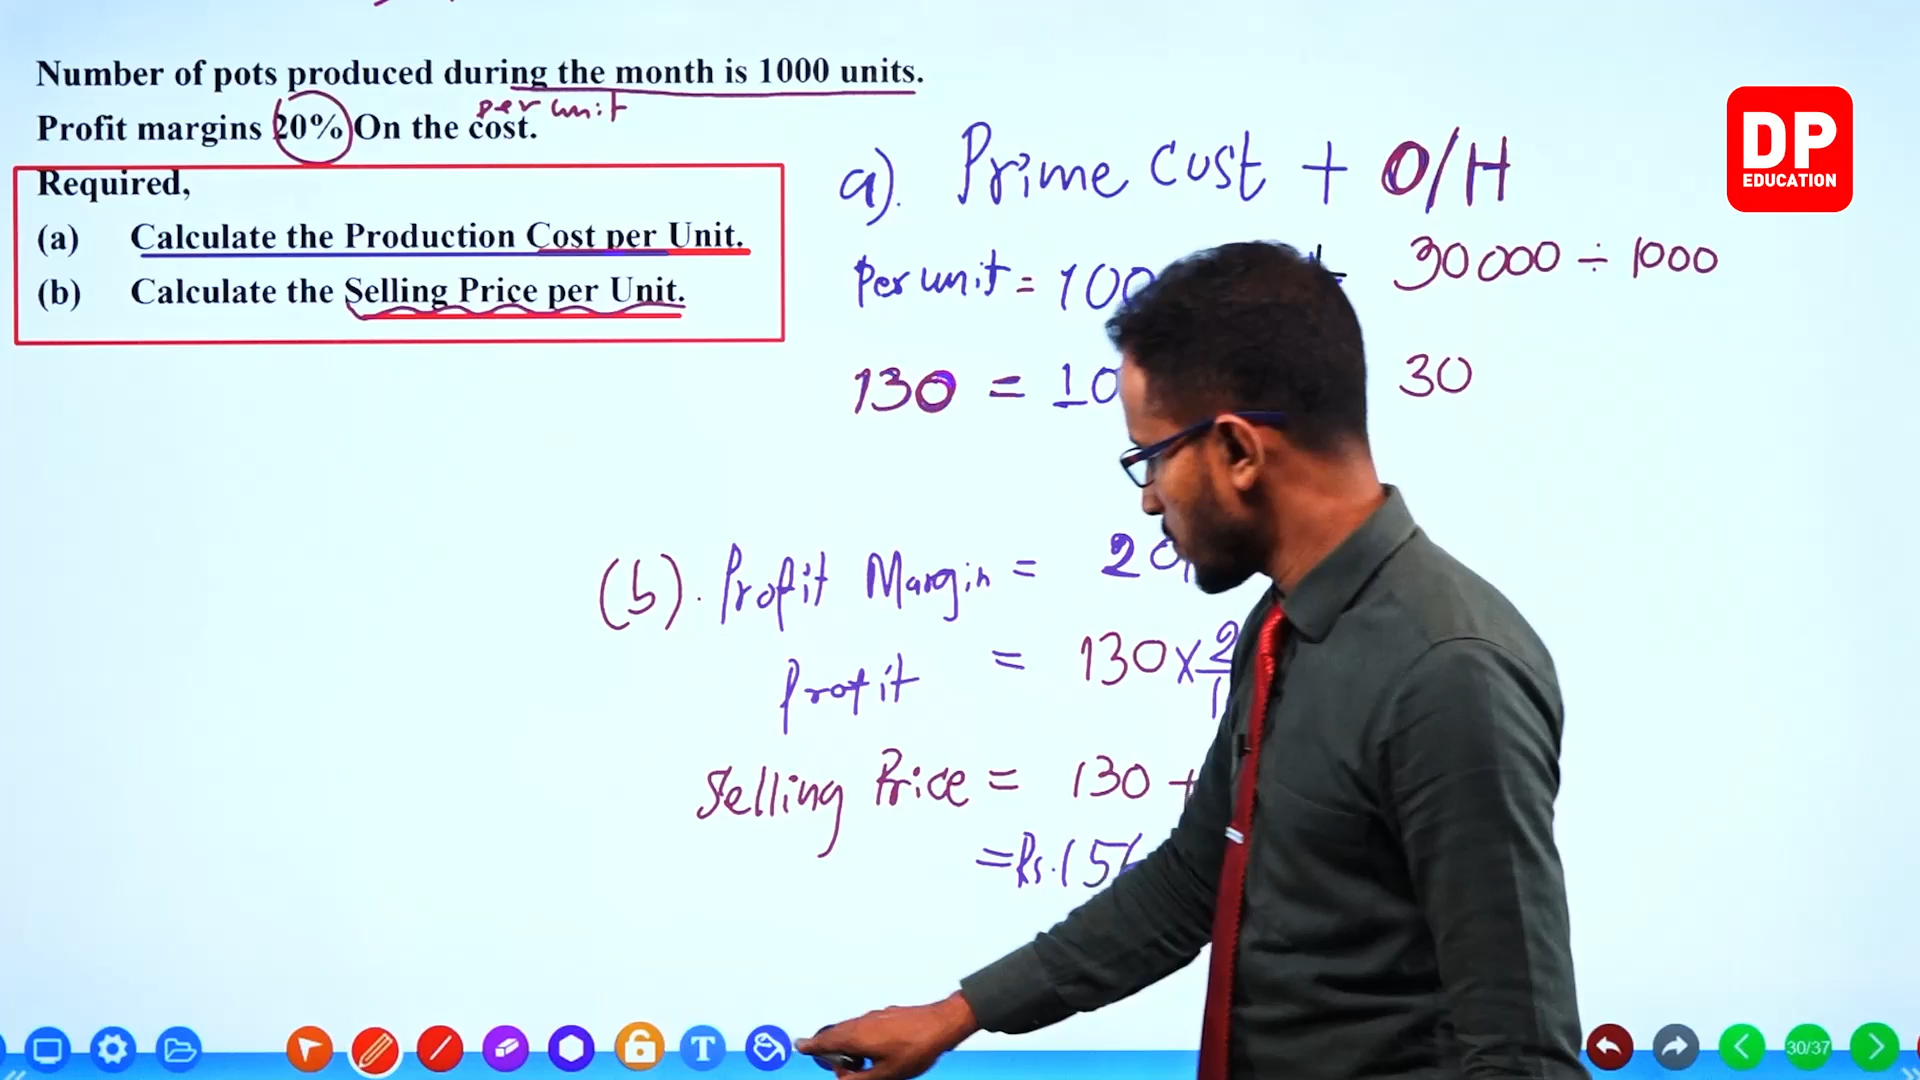 Number of pots produced during the month is 1000 units.
per unit
Profit margins 20% On the cost.
Required,
(a) Calculate the Production Cost per Unit.
(b) Calculate the Selling Price per Unit.
a). Prime Cost + O/H
Per unit = 100 + 30000 ÷ 1000
130 = 10 30
(b). Profit Margin = 20
Profit = 130 × 2
Selling Price = 130 +
= Rs. 15
DP
EDUCATION
T
30/37